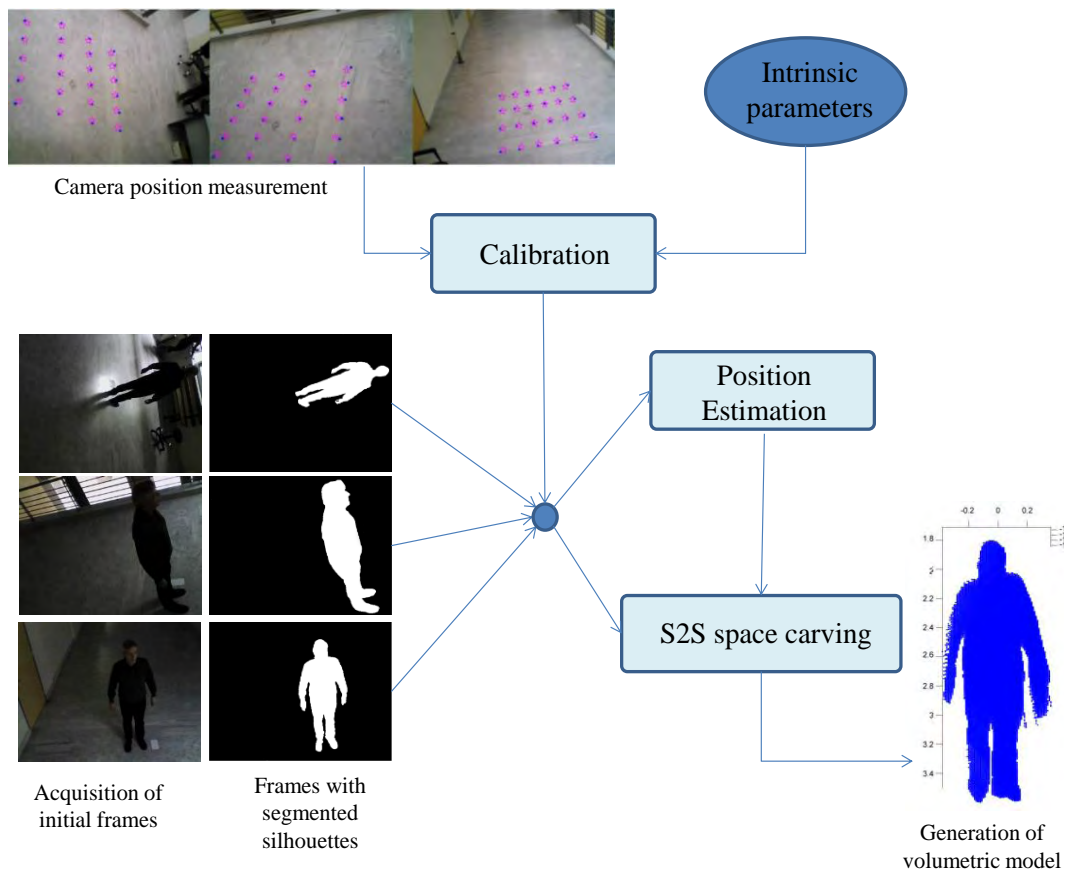 Intrinsic
parameters
Camera position measurement
Calibration
Position
Estimation
-0.2 0 0.2
1.8
2
2.2
2.4
2.6
2.8
3
3.2
3.4
S2S space carving
Acquisition of
initial frames
Frames with
segmented
silhouettes
Generation of
volumetric model